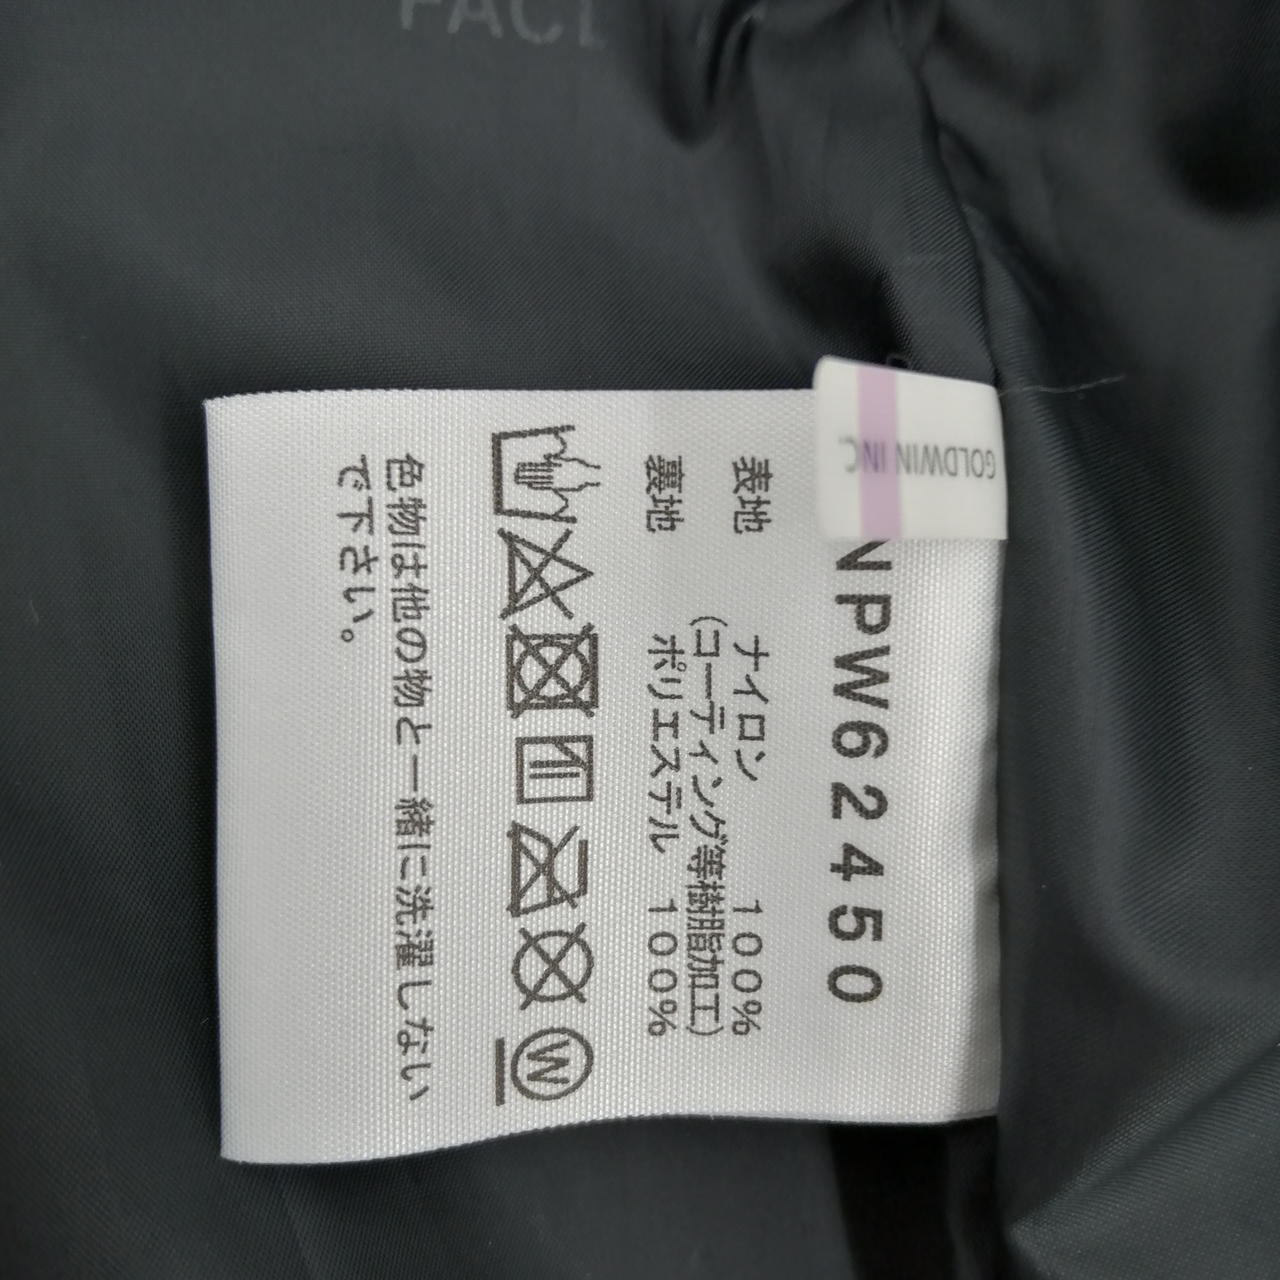 FACE
GOLDWIN INC.
NPW62450
表地 ナイロン 100%
(コーティング等樹脂加工)
裏地 ポリエステル 100%
W
色物は他の物と一緒に洗濯しない
で下さい。